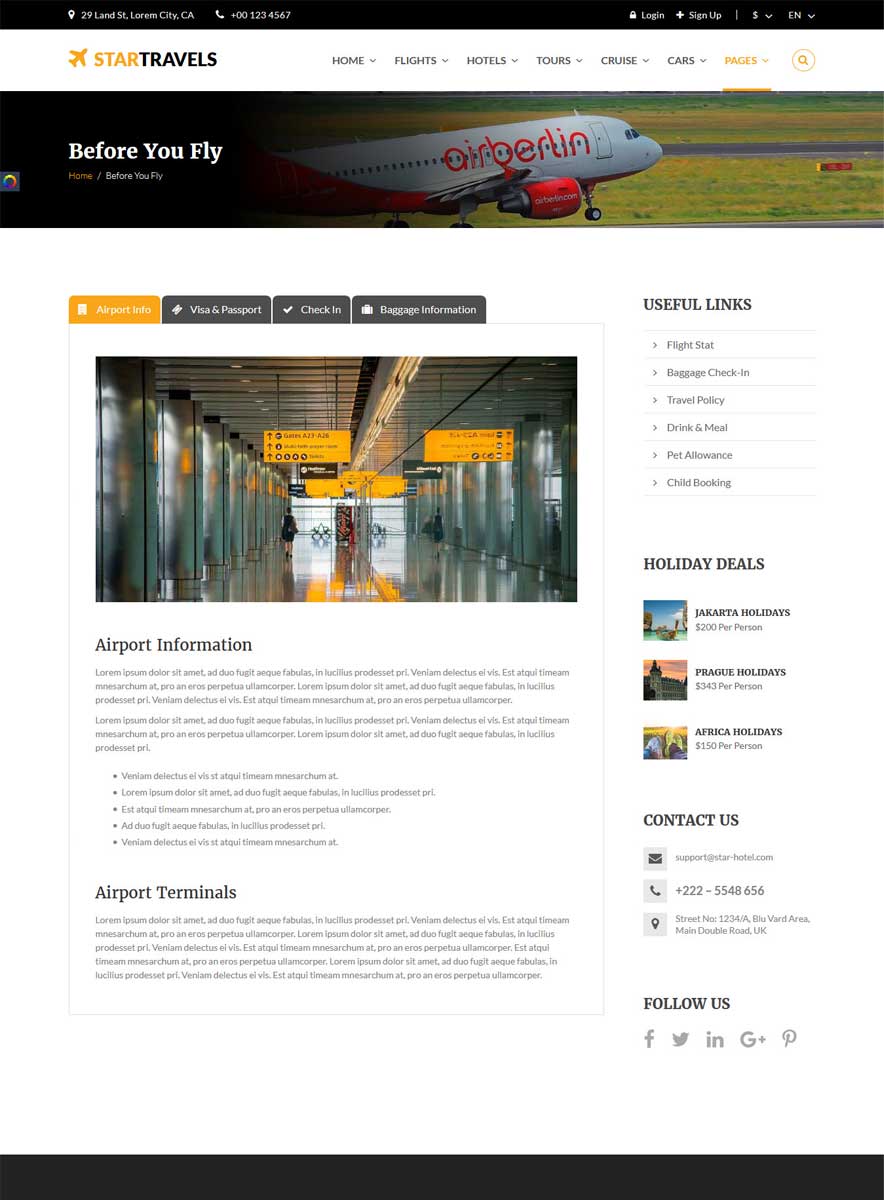 29 Land St, Lorem City, CA
+00 123 4567
Login
Sign Up
$
EN
STARTRAVELS
HOME
FLIGHTS
HOTELS
TOURS
CRUISE
CARS
PAGES
Before You Fly
Home / Before You Fly
airberlin
airberlin.com
Airport Info
Visa & Passport
Check In
Baggage Information
Gates A23-A26
Multi-faith prayer room
Toilets
Airport Information
Lorem ipsum dolor sit amet, ad duo fugit aeque fabulas, in lucilius prodesset pri. Veniam delectus ei vis. Est atqui timeam
mnesarchum at, pro an eros perpetua ullamcorper. Lorem ipsum dolor sit amet, ad duo fugit aeque fabulas, in lucilius
prodesset pri. Veniam delectus ei vis. Est atqui timeam mnesarchum at, pro an eros perpetua ullamcorper.
Lorem ipsum dolor sit amet, ad duo fugit aeque fabulas, in lucilius prodesset pri. Veniam delectus ei vis. Est atqui timeam
mnesarchum at, pro an eros perpetua ullamcorper. Lorem ipsum dolor sit amet, ad duo fugit aeque fabulas, in lucilius
prodesset pri.
Veniam delectus ei vis st atqui timeam mnesarchum at.
Lorem ipsum dolor sit amet, ad duo fugit aeque fabulas, in lucilius prodesset pri.
Est atqui timeam mnesarchum at, pro an eros perpetua ullamcorper.
Ad duo fugit aeque fabulas, in lucilius prodesset pri.
Veniam delectus ei vis st atqui timeam mnesarchum at.
Airport Terminals
Lorem ipsum dolor sit amet, ad duo fugit aeque fabulas, in lucilius prodesset pri. Veniam delectus ei vis. Est atqui timeam
mnesarchum at, pro an eros perpetua ullamcorper. Lorem ipsum dolor sit amet, ad duo fugit aeque fabulas, in lucilius
prodesset pri. Veniam delectus ei vis. Est atqui timeam mnesarchum at, pro an eros perpetua ullamcorper. Est atqui
timeam mnesarchum at, pro an eros perpetua ullamcorper. Lorem ipsum dolor sit amet, ad duo fugit aeque fabulas, in
lucilius prodesset pri. Veniam delectus ei vis. Est atqui timeam mnesarchum at, pro an eros perpetua ullamcorper.
USEFUL LINKS
Flight Stat
Baggage Check-In
Travel Policy
Drink & Meal
Pet Allowance
Child Booking
HOLIDAY DEALS
JAKARTA HOLIDAYS
$200 Per Person
PRAGUE HOLIDAYS
$343 Per Person
AFRICA HOLIDAYS
$150 Per Person
CONTACT US
support@star-hotel.com
+222 – 5548 656
Street No: 1234/A, Blu Vard Area,
Main Double Road, UK
FOLLOW US